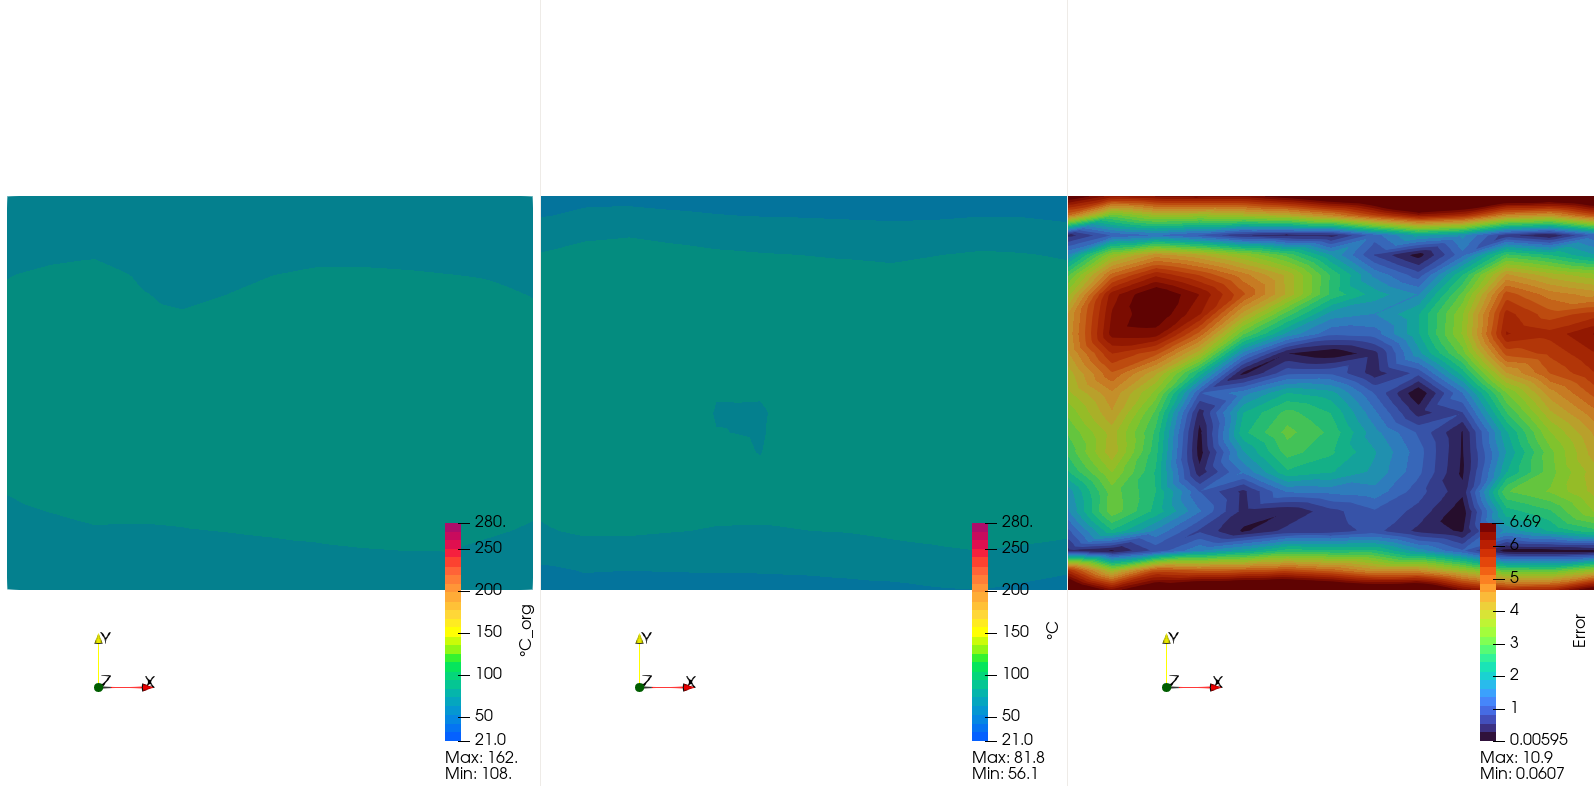 280.
250
200
150
100
50
21.0
°C_org
Max: 162.
Min: 108.
Y
Z
X
280.
250
200
150
100
50
21.0
°C
Max: 81.8
Min: 56.1
Y
Z
X
6.69
6
5
4
3
2
1
0.00595
Error
Max: 10.9
Min: 0.0607
Y
Z
X